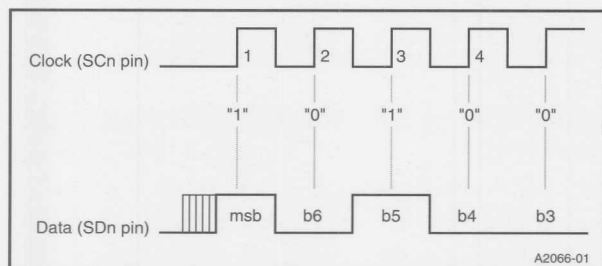 Clock (SCn pin) 1 2 3 4
"1" "0" "1" "0" "0"
Data (SDn pin) msb b6 b5 b4 b3
A2066-01